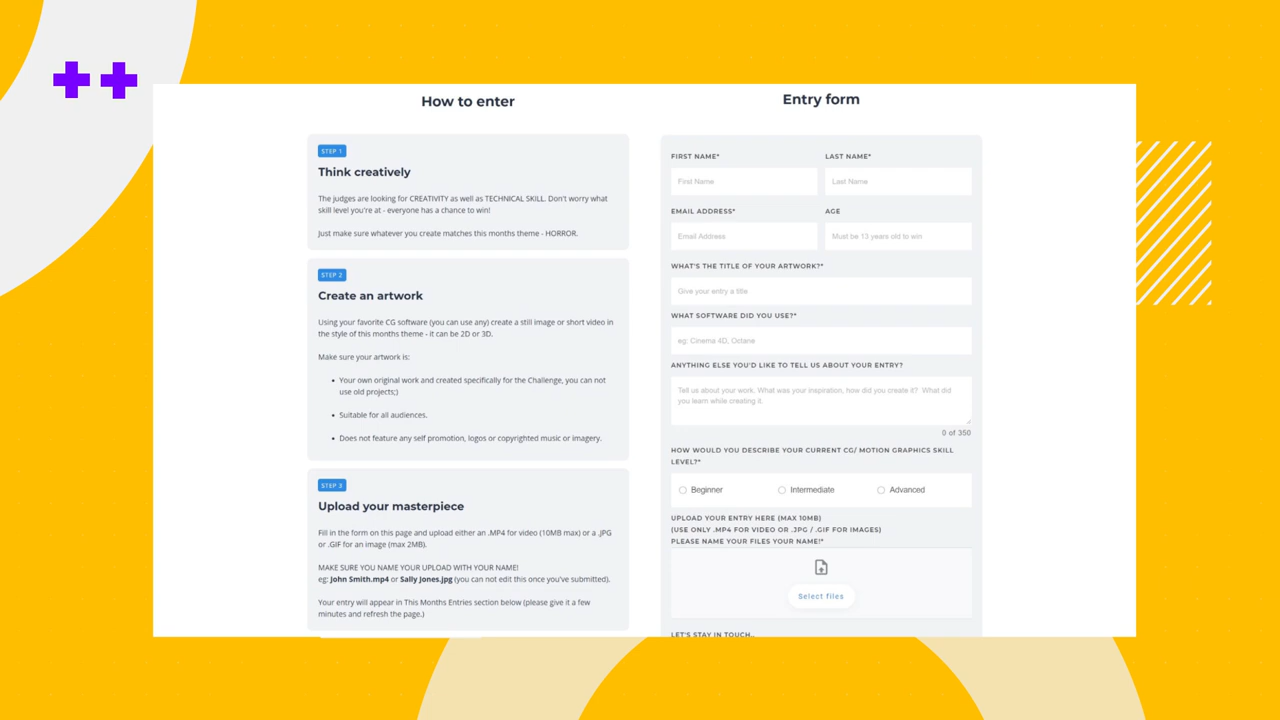 How to enter
STEP 1
Think creatively
The judges are looking for CREATIVITY as well as TECHNICAL SKILL. Don't worry what
skill level you're at - everyone has a chance to win!
Just make sure whatever you create matches this months theme - HORROR.
STEP 2
Create an artwork
Using your favorite CG software (you can use any) create a still image or short video in
the style of this months theme - it can be 2D or 3D.
Make sure your artwork is:
• Your own original work and created specifically for the Challenge, you can not
use old projects;)
• Suitable for all audiences.
• Does not feature any self promotion, logos or copyrighted music or imagery.
STEP 3
Upload your masterpiece
Fill in the form on this page and upload either an .MP4 for video (10MB max) or a .JPG
or .GIF for an image (max 2MB).
MAKE SURE YOU NAME YOUR UPLOAD WITH YOUR NAME!
eg: John Smith.mp4 or Sally Jones.jpg (you can not edit this once you've submitted).
Your entry will appear in This Months Entries section below (please give it a few
minutes and refresh the page.)
Entry form
FIRST NAME* LAST NAME*
First Name Last Name
EMAIL ADDRESS* AGE
Email Address Must be 13 years old to win
WHAT'S THE TITLE OF YOUR ARTWORK?*
Give your entry a title
WHAT SOFTWARE DID YOU USE?*
eg: Cinema 4D, Octane
ANYTHING ELSE YOU'D LIKE TO TELL US ABOUT YOUR ENTRY?
Tell us about your work. What was your inspiration, how did you create it? What did
you learn while creating it
0 of 350
HOW WOULD YOU DESCRIBE YOUR CURRENT CG/ MOTION GRAPHICS SKILL
LEVEL?*
Beginner Intermediate Advanced
UPLOAD YOUR ENTRY HERE (MAX 10MB)
(USE ONLY .MP4 FOR VIDEO OR .JPG / .GIF FOR IMAGES)
PLEASE NAME YOUR FILES YOUR NAME!*
Select files
LET'S STAY IN TOUCH..